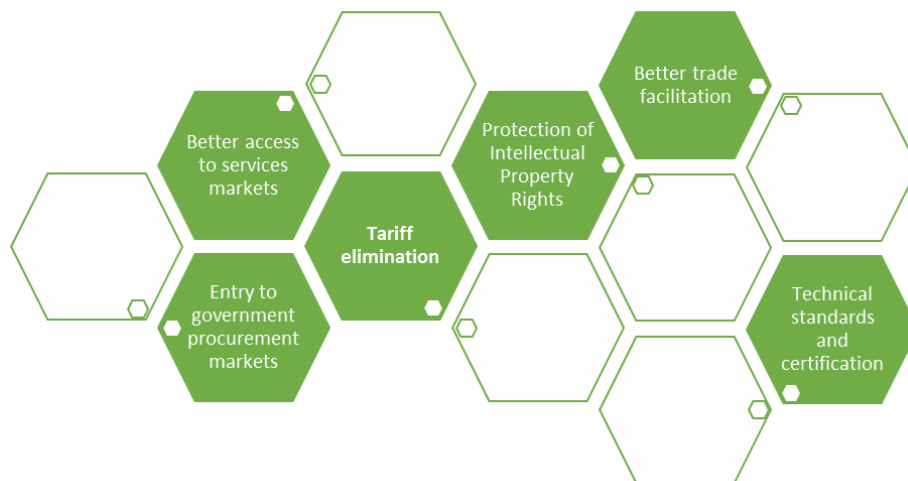 Better access
to services
markets
Entry to
government
procurement
markets
Tariff
elimination
Protection of
Intellectual
Property
Rights
Better trade
facilitation
Technical
standards
and
certification